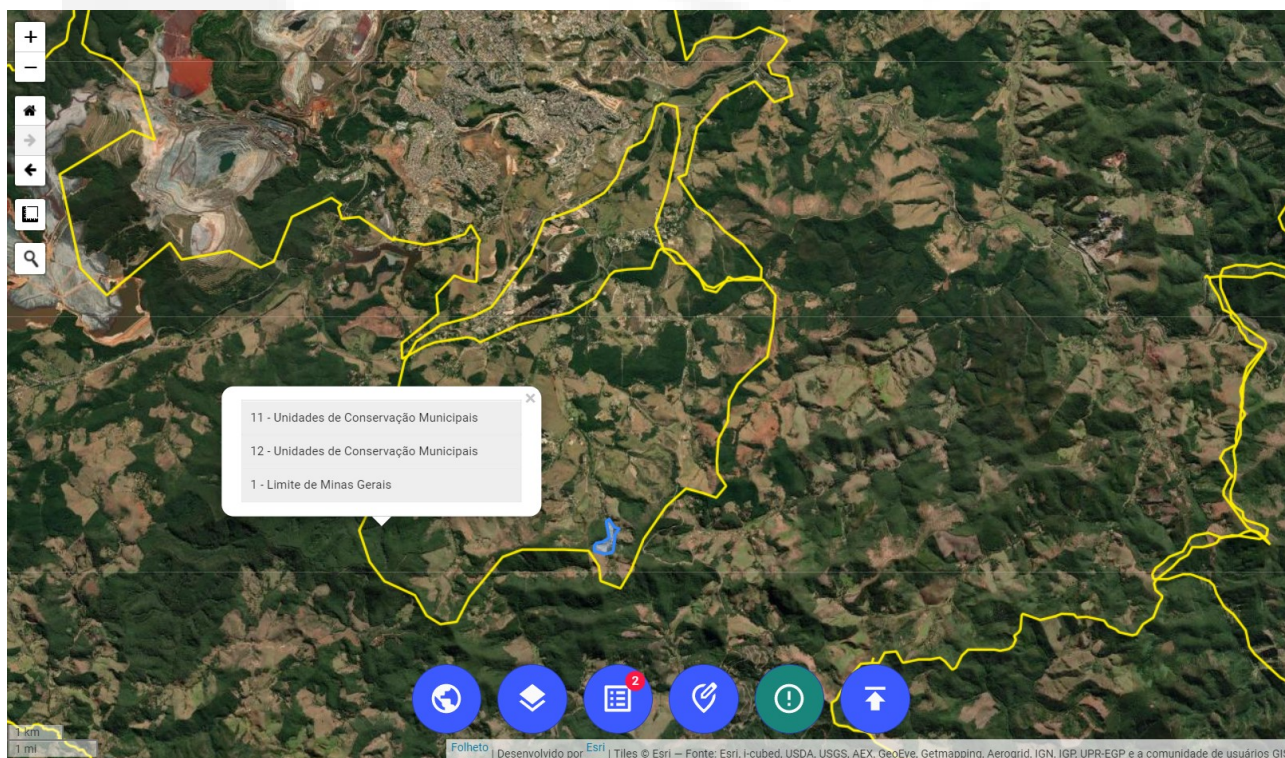 +
−
11 - Unidades de Conservação Municipais
12 - Unidades de Conservação Municipais
1 - Limite de Minas Gerais
×
2
1 km
1 mi
Folheto | Desenvolvido por Esri | Tiles © Esri — Fonte: Esri, i-cubed, USDA, USGS, AEX, GeoEye, Getmapping, Aerogrid, IGN, IGP, UPR-EGP e a comunidade de usuários GIS